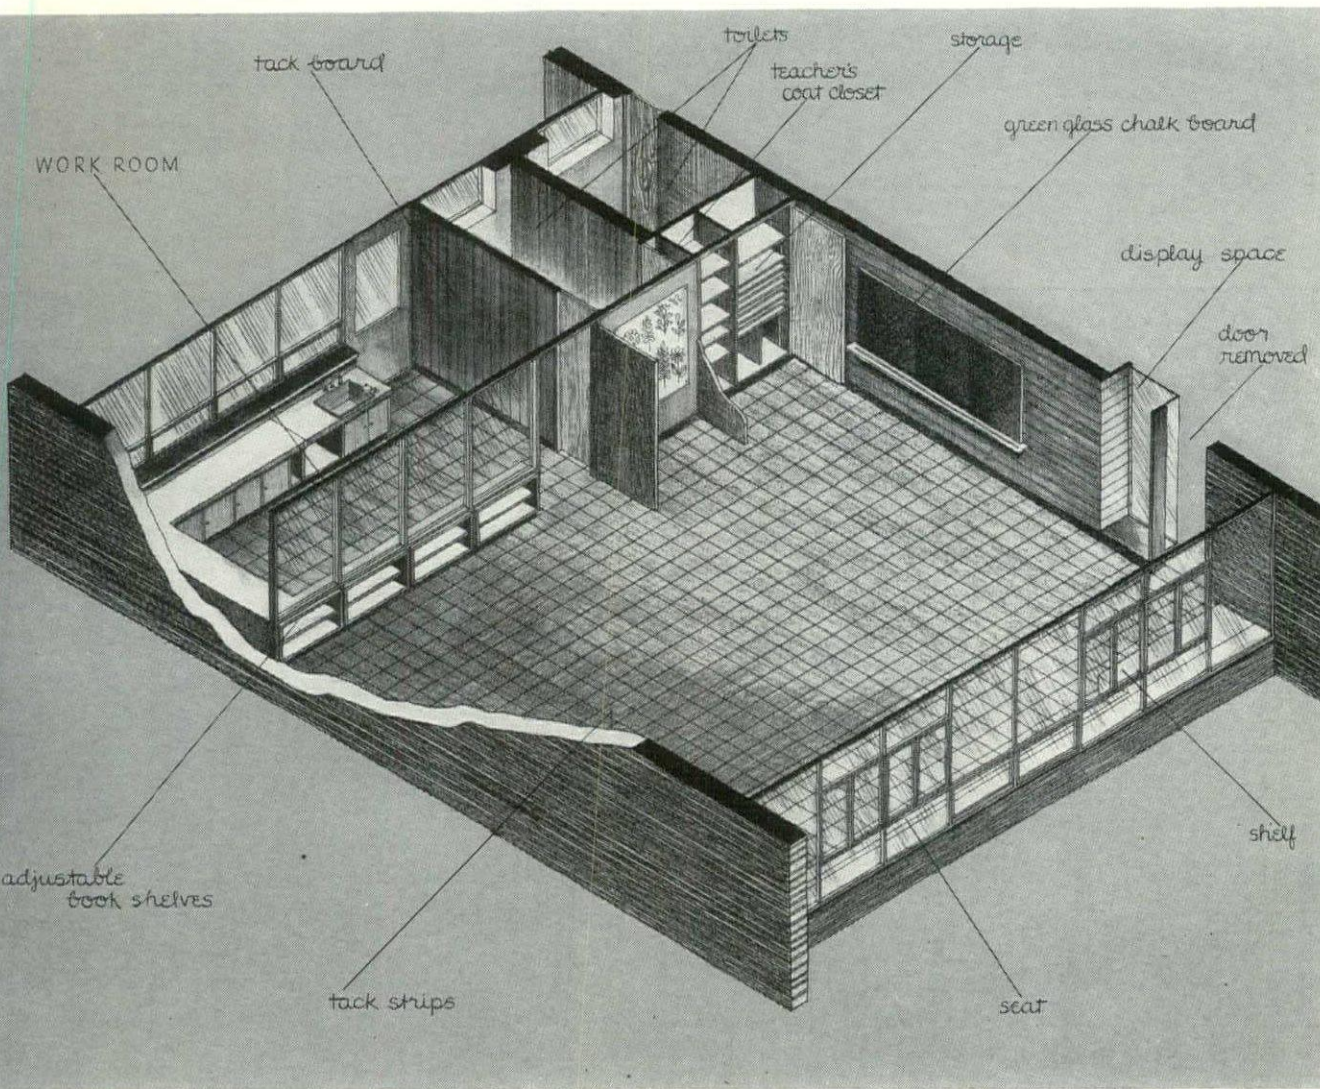 toilets
storage
tack board
teacher's
coat closet
green glass chalk board
WORK ROOM
display space
door
removed
shelf
adjustable
book shelves
tack strips
seat